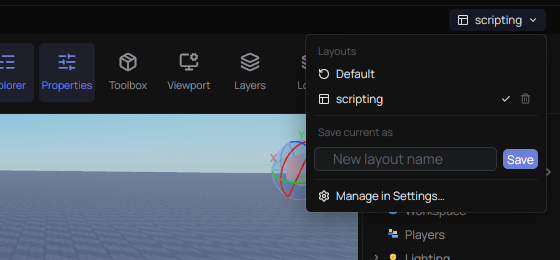 scripting
Properties
Toolbox
Viewport
Layers
Layouts
Default
scripting
Save current as
New layout name
Save
Manage in Settings...
Players
Lighting
Y
X